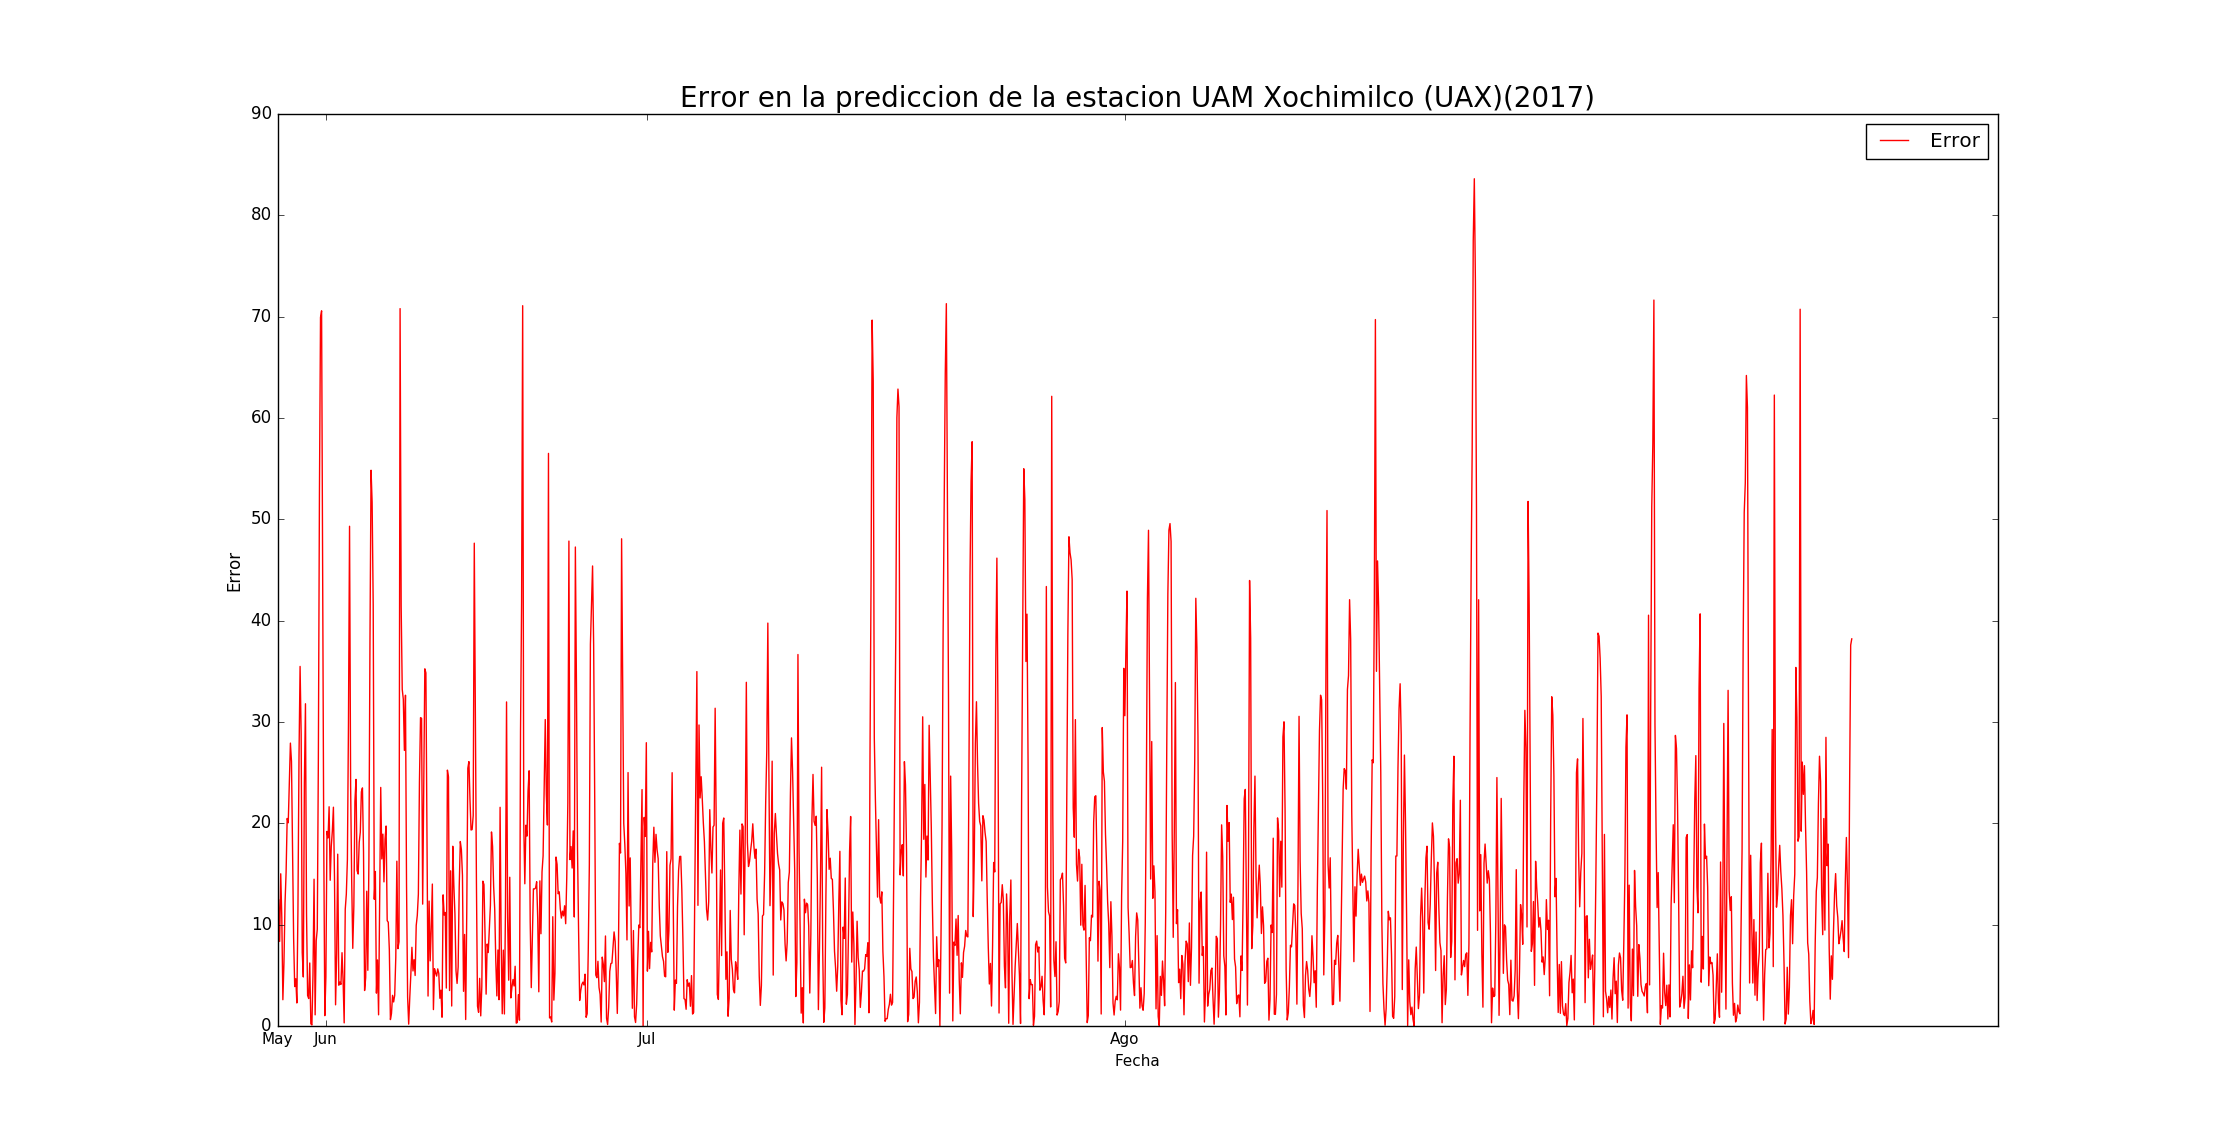 Error en la prediccion de la estacion UAM Xochimilco (UAX)(2017)
90
Error
80
70
60
50
Error
40
30
20
10
0
May Jun Jul Ago
Fecha